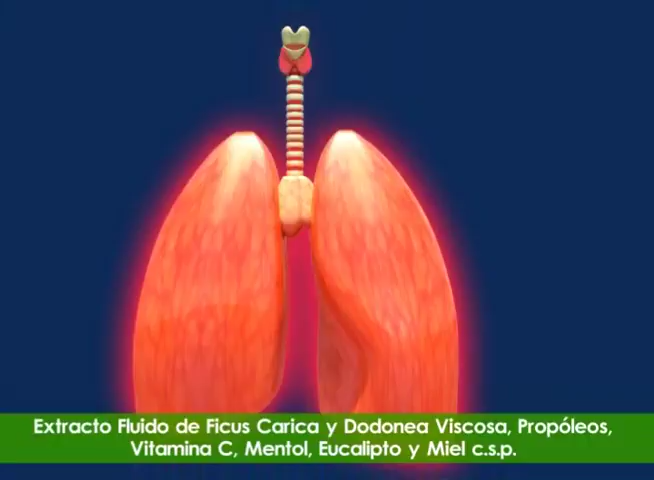 Extracto Fluido de Ficus Carica y Dodonea Viscosa, Propóleos,
Vitamina C, Mentol, Eucalipto y Miel c.s.p.